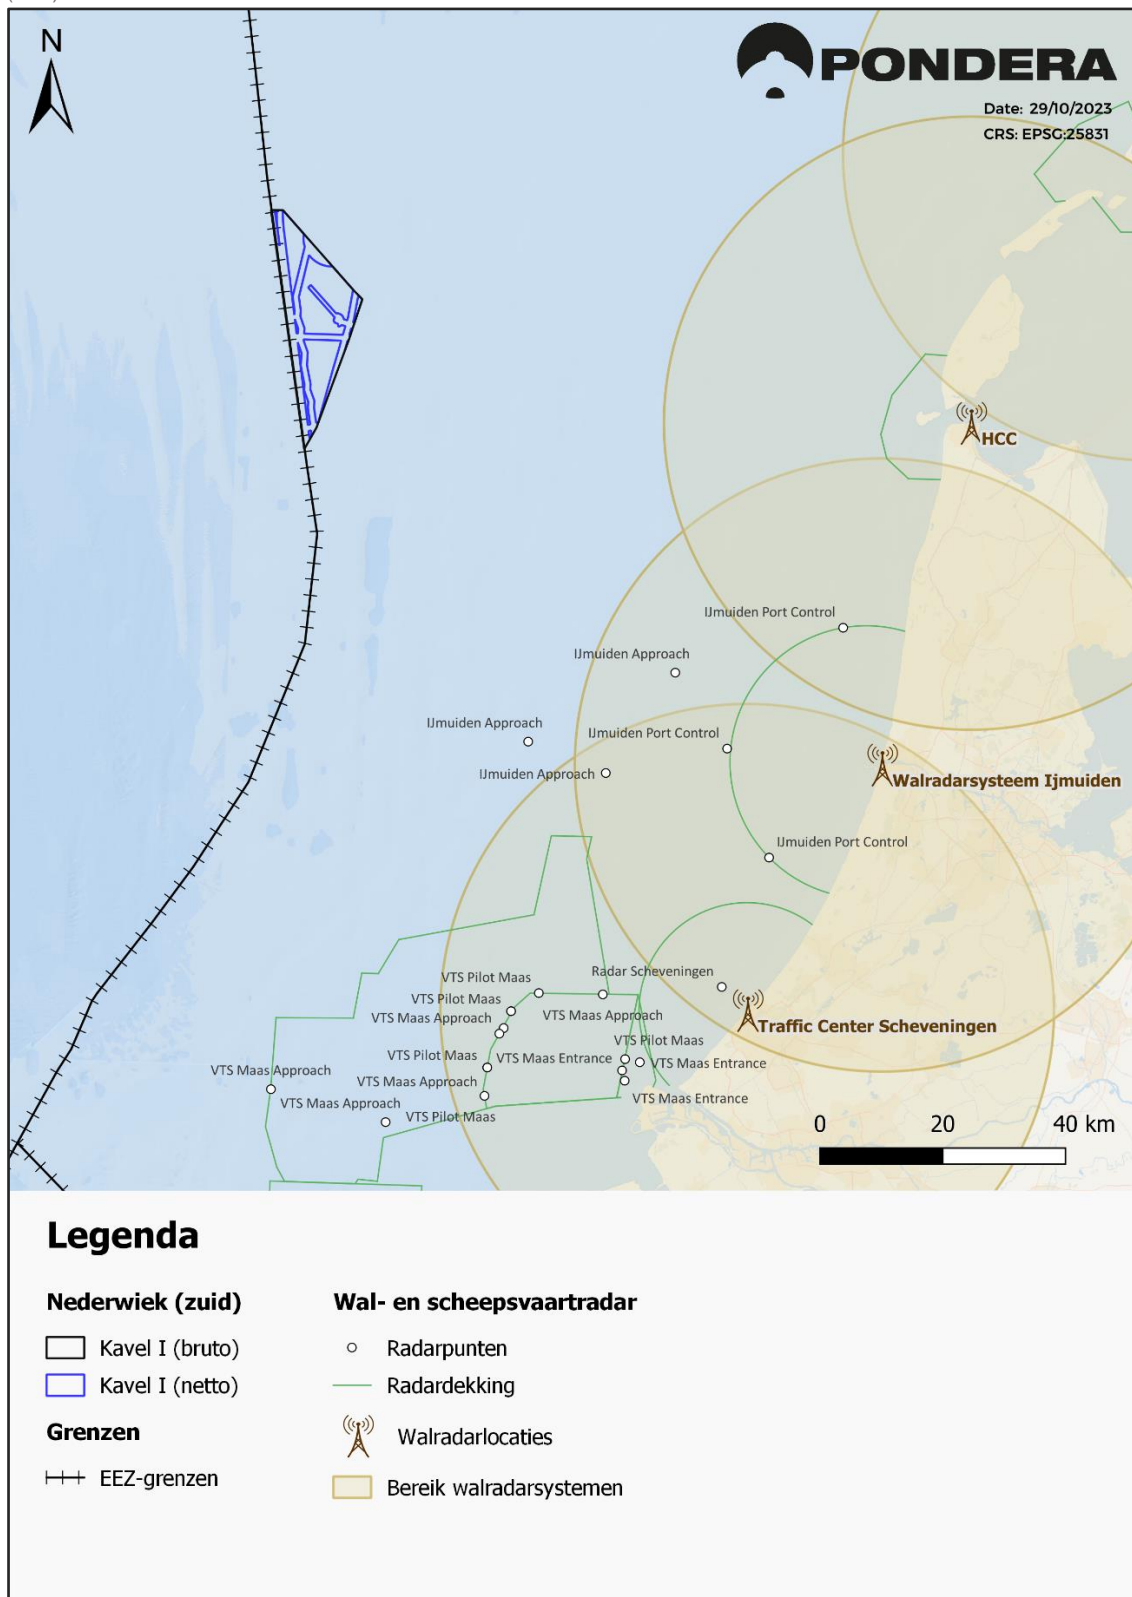 N
PONDERA
Date: 29/10/2023
CRS: EPSG:25831
HCC
IJmuiden Port Control
IJmuiden Approach
IJmuiden Approach
IJmuiden Port Control
IJmuiden Approach
Walradarsysteem Ijmuiden
IJmuiden Port Control
Radar Scheveningen
VTS Pilot Maas
VTS Pilot Maas
VTS Maas Approach
VTS Maas Approach
Traffic Center Scheveningen
VTS Pilot Maas
VTS Pilot Maas
VTS Maas Entrance
VTS Maas Entrance
VTS Maas Approach
VTS Maas Approach
VTS Maas Approach
VTS Maas Entrance
VTS Pilot Maas
0 20 40 km
Legenda
Nederwiek (zuid)
Kavel I (bruto)
Kavel I (netto)
Grenzen
EEZ-grenzen
Wal- en scheepsvaartradar
Radarpunten
Radardekking
Walradarlocaties
Bereik walradarsystemen